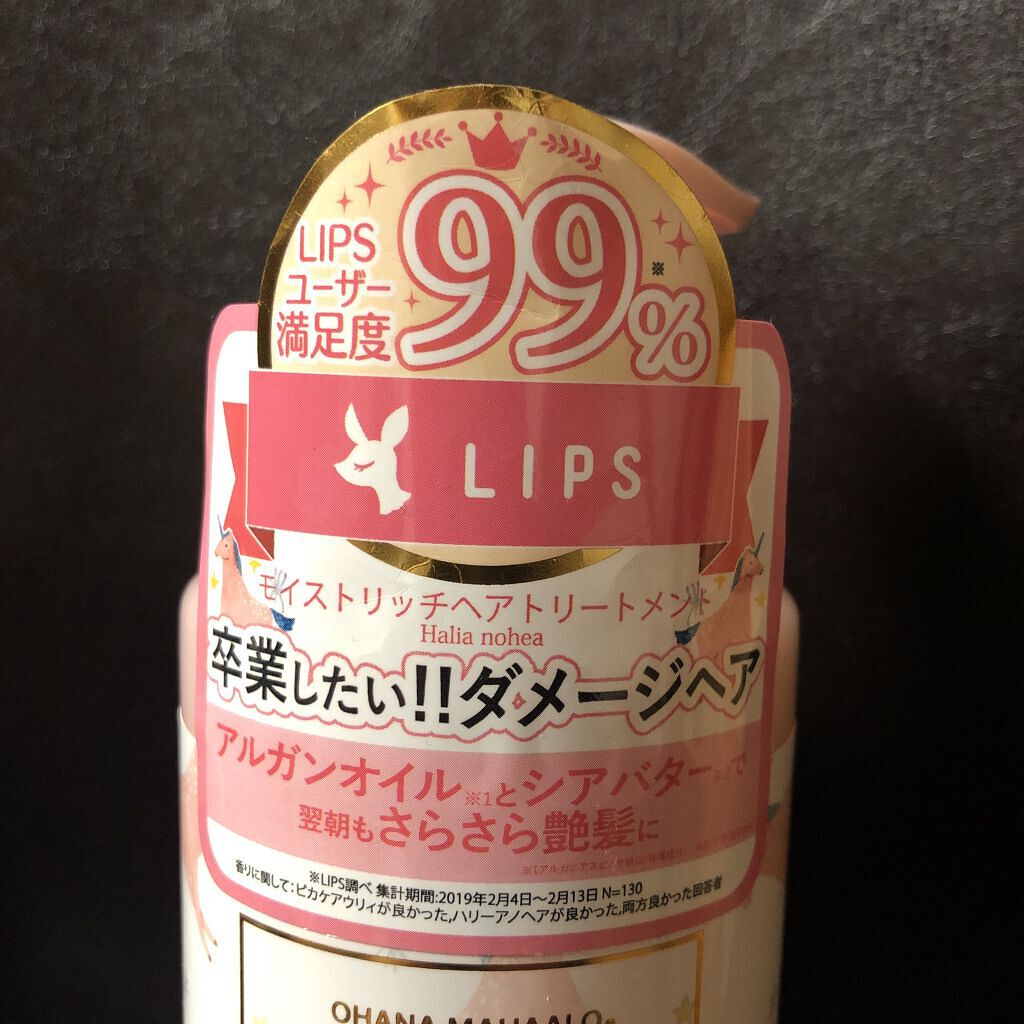 LIPS
ユーザー
満足度
99%
※
LIPS
モイストリッチヘアトリートメント
Halia nohea
卒業したい!!ダメージヘア
アルガンオイル※1とシアバター※2で
翌朝もさらさら艶髪に
※LIPS調べ 集計期間:2019年2月4日〜2月13日 N=130
香りに関して:ピカケアウリィが良かった,ハリーアノヘアが良かった,両方良かった回答者
OHANA MAHAALO